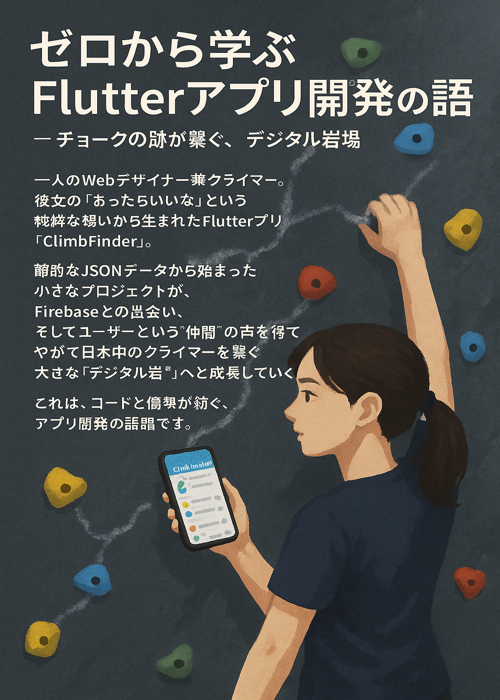 ゼロから学ぶ
Flutterアプリ開発の語
— チョークの跡が繋ぐ、デジタル岩場
一人のWebデザイナー兼クライマー。
彼女の「あったらいいな」という
純粋な想いから生まれたFlutterプリ
「ClimbFinder」。
なJSONデータから始まった
小さなプロジェクトが、
Firebaseとの出会い、
そしてユーザーという"仲間"の声を得て
やがて日本中のクライマーを繋ぐ
大きな「デジタル岩」へと成長していく。
これは、コードと が紡ぐ、
アプリ開発の です。